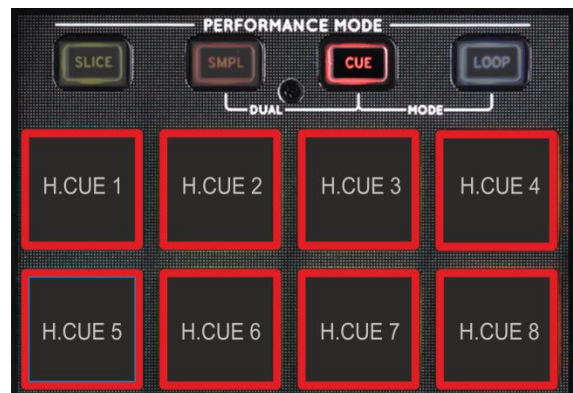 PERFORMANCE MODE
SLICE SMPL CUE LOOP
DUAL MODE
H.CUE 1 H.CUE 2 H.CUE 3 H.CUE 4
H.CUE 5 H.CUE 6 H.CUE 7 H.CUE 8